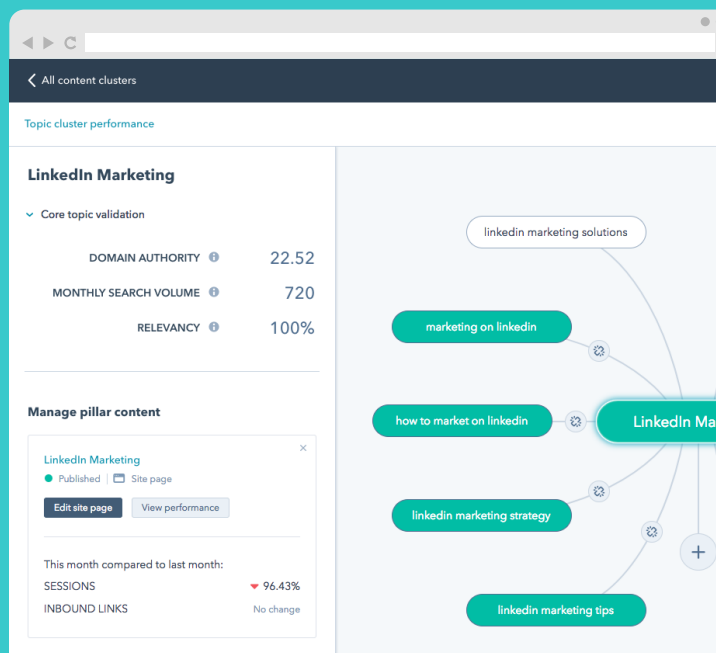 All content clusters
Topic cluster performance
LinkedIn Marketing
Core topic validation
DOMAIN AUTHORITY 22.52
MONTHLY SEARCH VOLUME 720
RELEVANCY 100%
Manage pillar content
LinkedIn Marketing
Published Site page
Edit site page View performance
This month compared to last month:
SESSIONS 96.43%
INBOUND LINKS No change
linkedin marketing solutions
marketing on linkedin
how to market on linkedin
LinkedIn Ma
linkedin marketing strategy
linkedin marketing tips